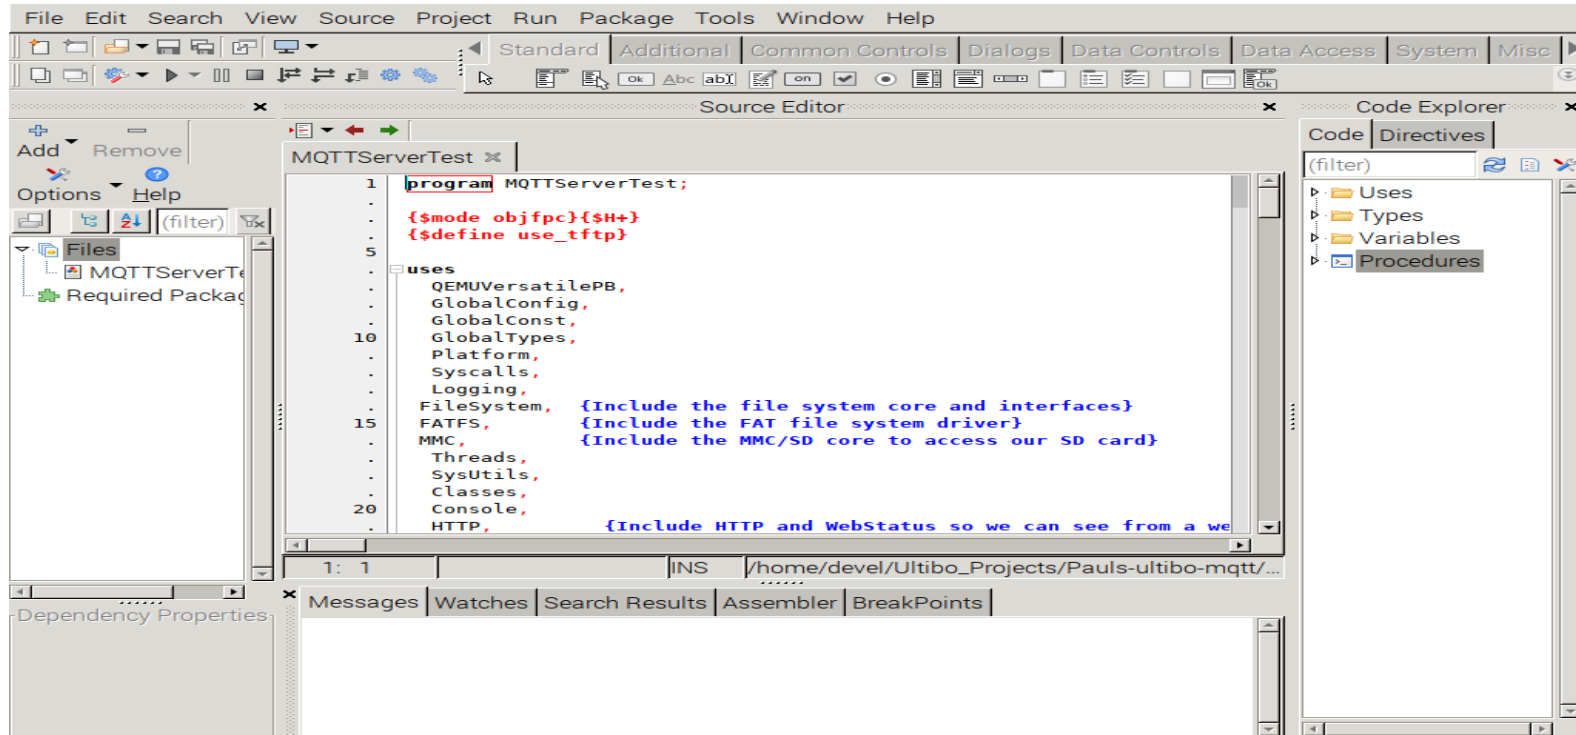 File Edit Search View Source Project Run Package Tools Window Help
Standard Additional Common Controls Dialogs Data Controls Data Access System Misc
Ok Abc abI on Ok
Source Editor
Code Explorer
Add Remove
Options Help
(filter)
Files
MQTTServerTe
Required Packag
Dependency Properties
MQTTServerTest
1 program MQTTServerTest;
.
. {$mode objfpc}{$H+}
. {$define use_tftp}
5
. uses
. QEMUVersatilePB,
. GlobalConfig,
. GlobalConst,
10 GlobalTypes,
. Platform,
. Syscalls,
. Logging,
. FileSystem, {Include the file system core and interfaces}
15 FATFS, {Include the FAT file system driver}
. MMC, {Include the MMC/SD core to access our SD card}
. Threads,
. SysUtils,
. Classes,
20 Console,
. HTTP, {Include HTTP and WebStatus so we can see from a we
1: 1 INS /home/devel/Ultibo_Projects/Pauls-ultibo-mqtt/...
Messages Watches Search Results Assembler BreakPoints
Code Directives
(filter)
Uses
Types
Variables
Procedures